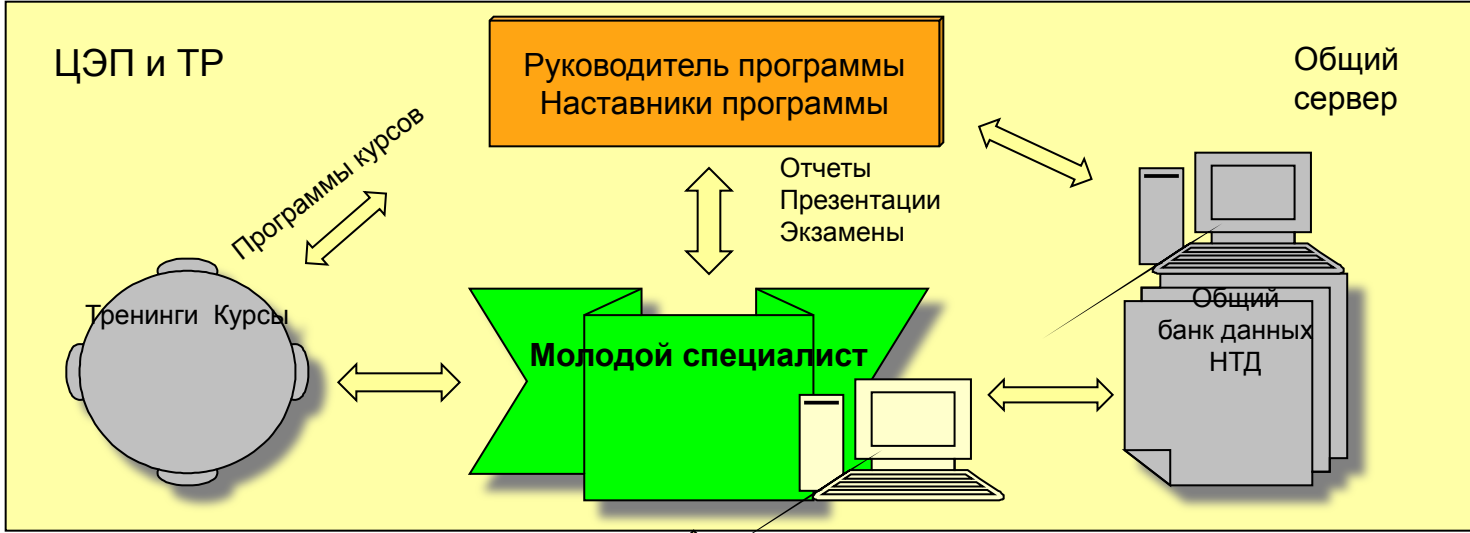 ЦЭП и ТР
Руководитель программы
Наставники программы
Общий
сервер
Программы курсов
Отчеты
Презентации
Экзамены
Тренинги Курсы
Молодой специалист
Общий
банк данных
НТД